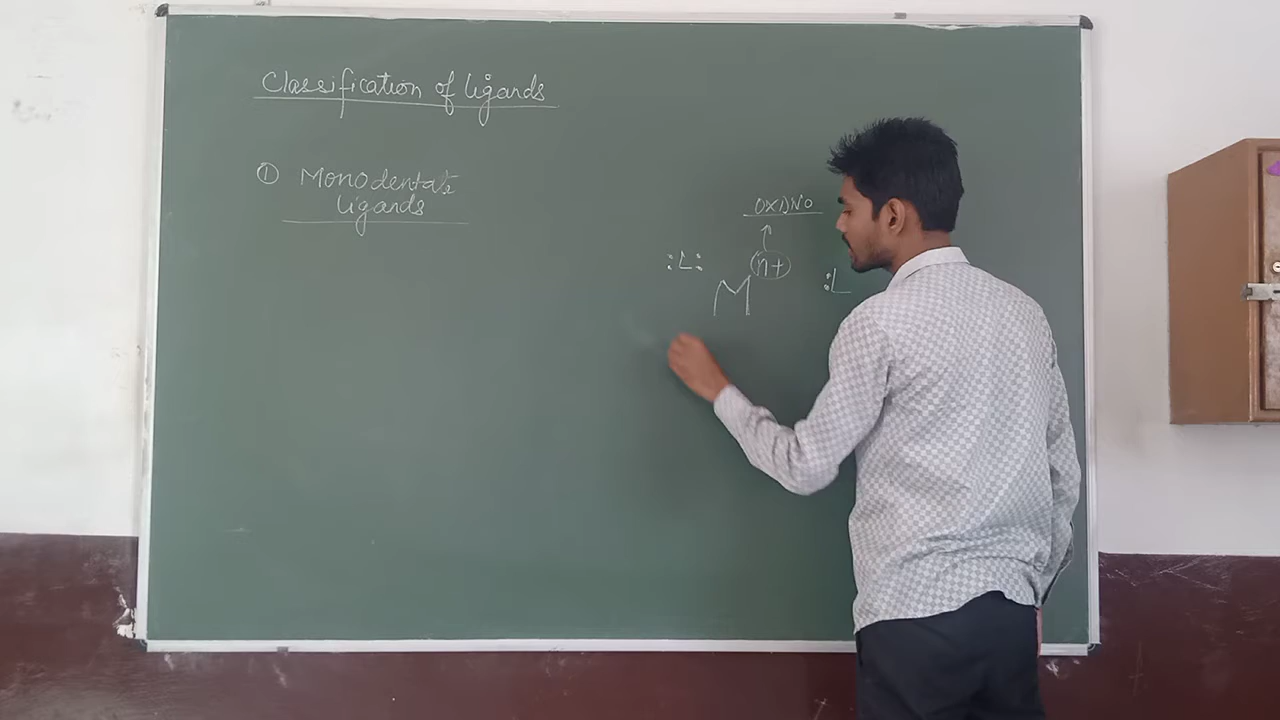 Classification of ligands
① Monodentate
ligands
OXDNO
:L:
M n+
:L